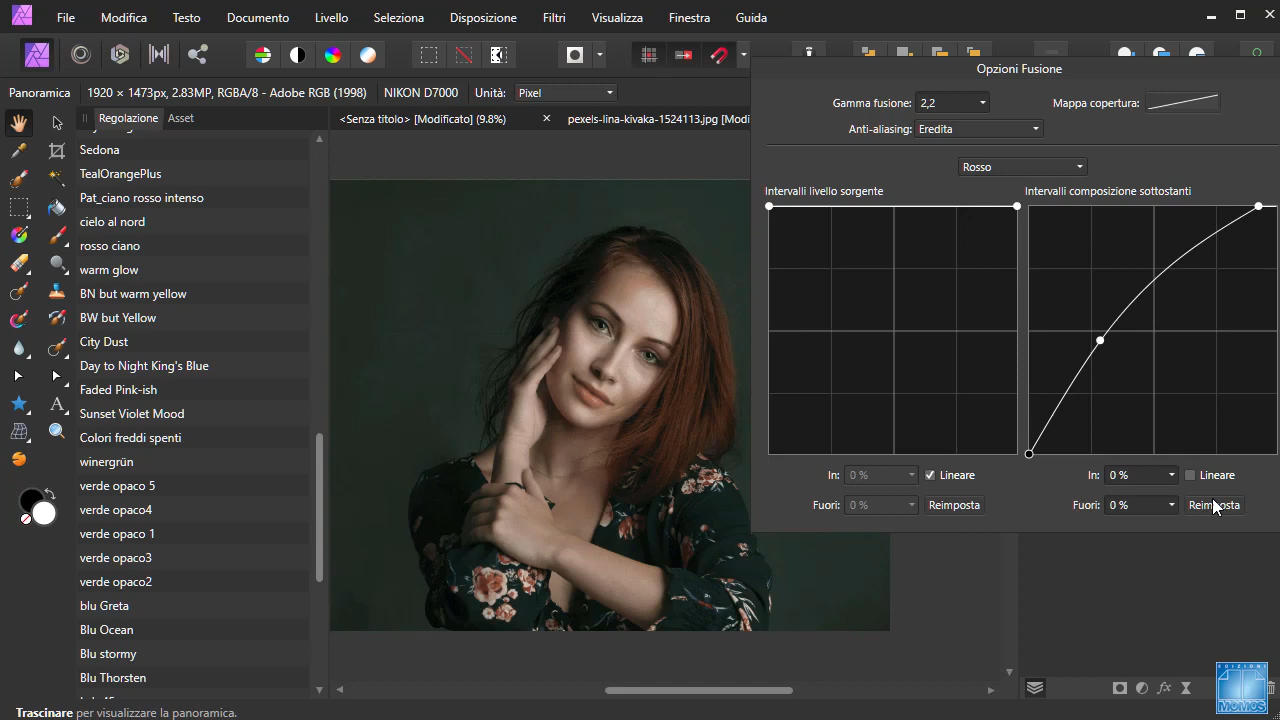 File Modifica Testo Documento Livello Seleziona Disposizione Filtri Visualizza Finestra Guida
Panoramica 1920 × 1473px, 2.83MP, RGBA/8 - Adobe RGB (1998) NIKON D7000 Unità: Pixel
Regolazione Asset
<Senza titolo> [Modificato] (9.8%)
pexels-lina-kivaka-1524113.jpg [Modi
Sedona
TealOrangePlus
Pat_ciano rosso intenso
cielo al nord
rosso ciano
warm glow
BN but warm yellow
BW but Yellow
City Dust
Day to Night King's Blue
Faded Pink-ish
Sunset Violet Mood
Colori freddi spenti
winergrün
verde opaco 5
verde opaco4
verde opaco 1
verde opaco3
verde opaco2
blu Greta
Blu Ocean
Blu stormy
Blu Thorsten
Opzioni Fusione
Gamma fusione: 2,2 Mappa copertura:
Anti-aliasing: Eredita
Rosso
Intervalli livello sorgente Intervalli composizione sottostanti
In: 0 % Lineare In: 0 % Lineare
Fuori: 0 % Reimposta Fuori: 0 % Reimposta
A
fx
EDIZIONI
MOMOS
Trascinare per visualizzare la panoramica.